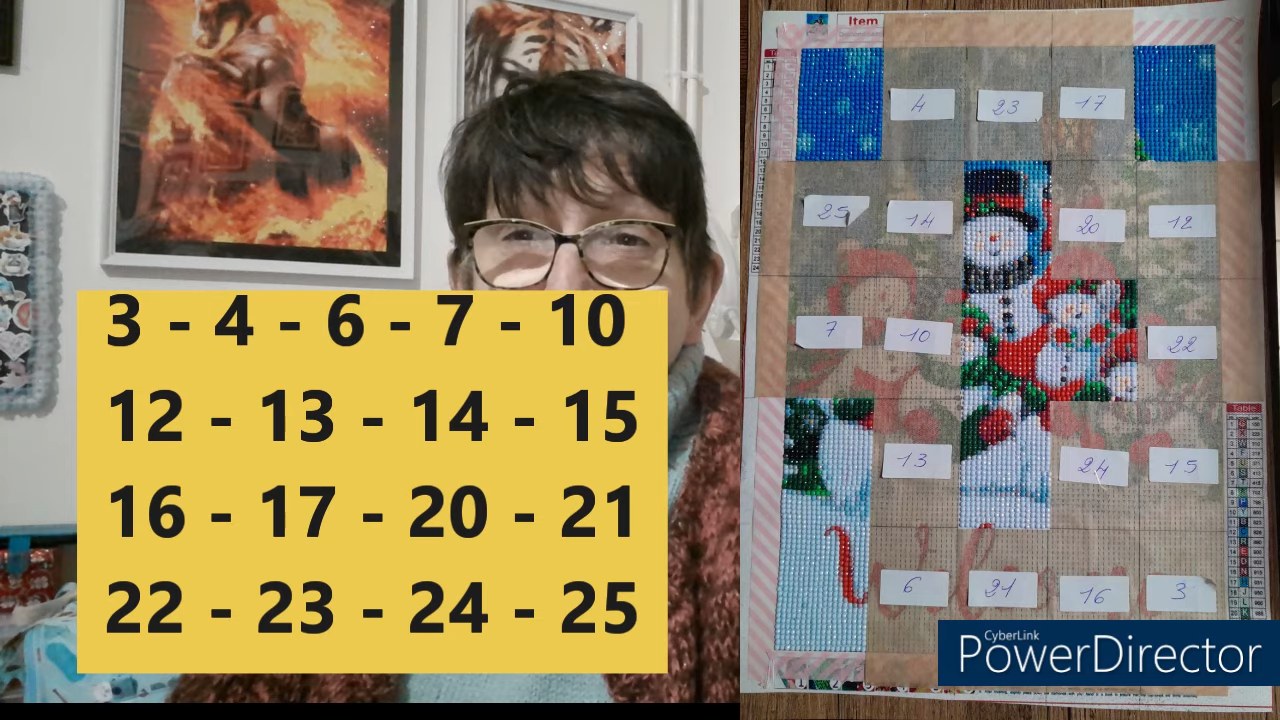 3 - 4 - 6 - 7 - 10
12 - 13 - 14 - 15
16 - 17 - 20 - 21
22 - 23 - 24 - 25
Item
4 23 17
25 14 20 12
7 10 22
13 24 15
6 21 16 3
Table
CyberLink
PowerDirector